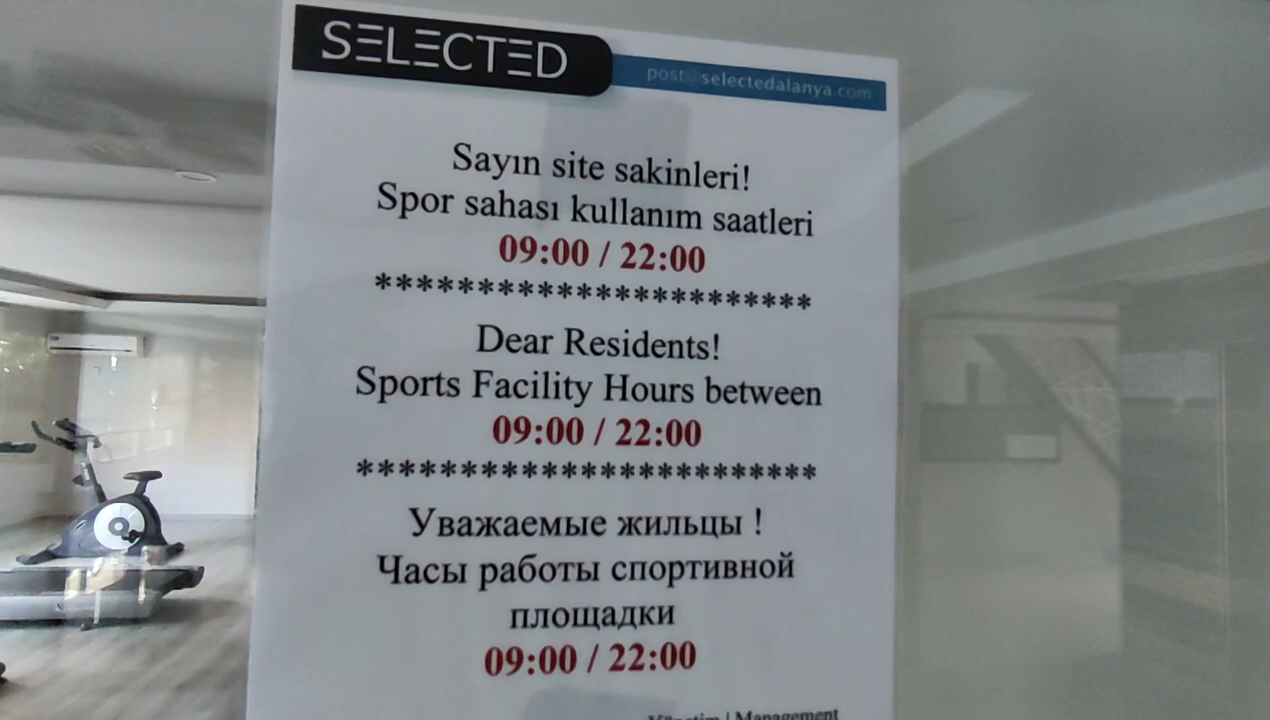 SELECTED
post@selectedalanya.com
Sayın site sakinleri!
Spor sahası kullanım saatleri
09:00 / 22:00
***********************
Dear Residents!
Sports Facility Hours between
09:00 / 22:00
************************
Уважаемые жильцы !
Часы работы спортивной
площадки
09:00 / 22:00
Yönetim | Management